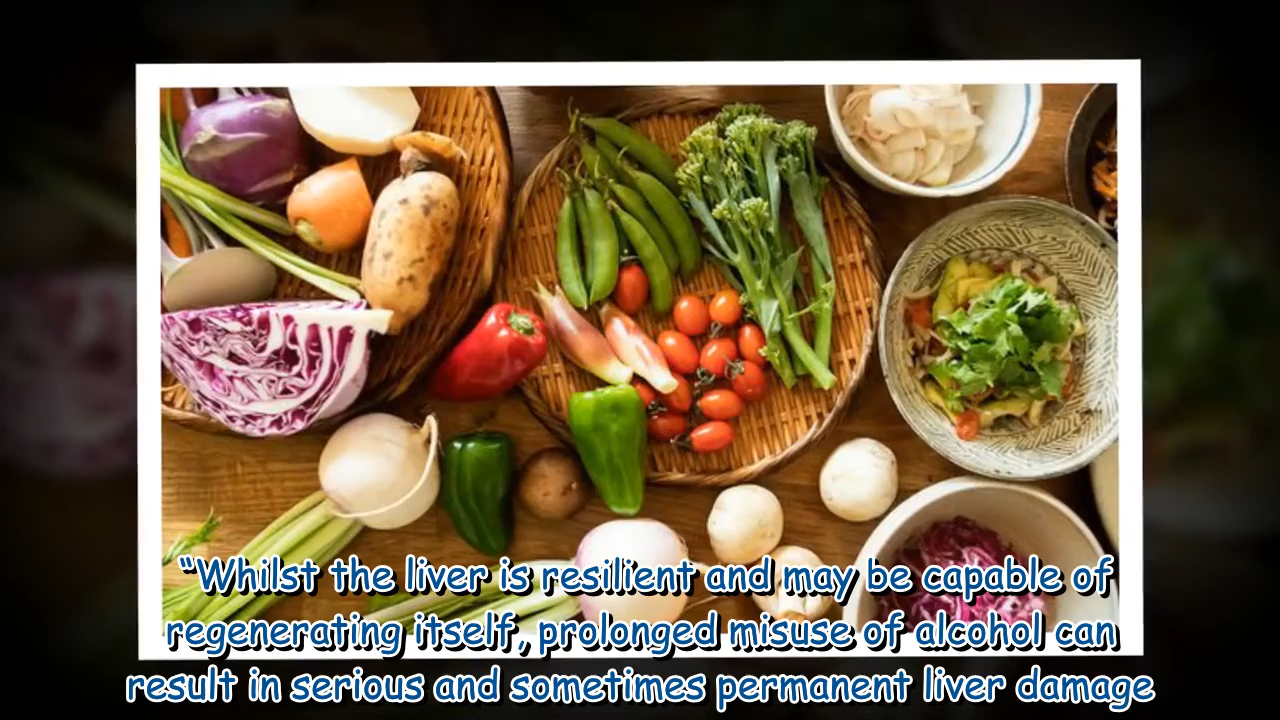 “Whilst the liver is resilient and may be capable of
regenerating itself, prolonged misuse of alcohol can
result in serious and sometimes permanent liver damage